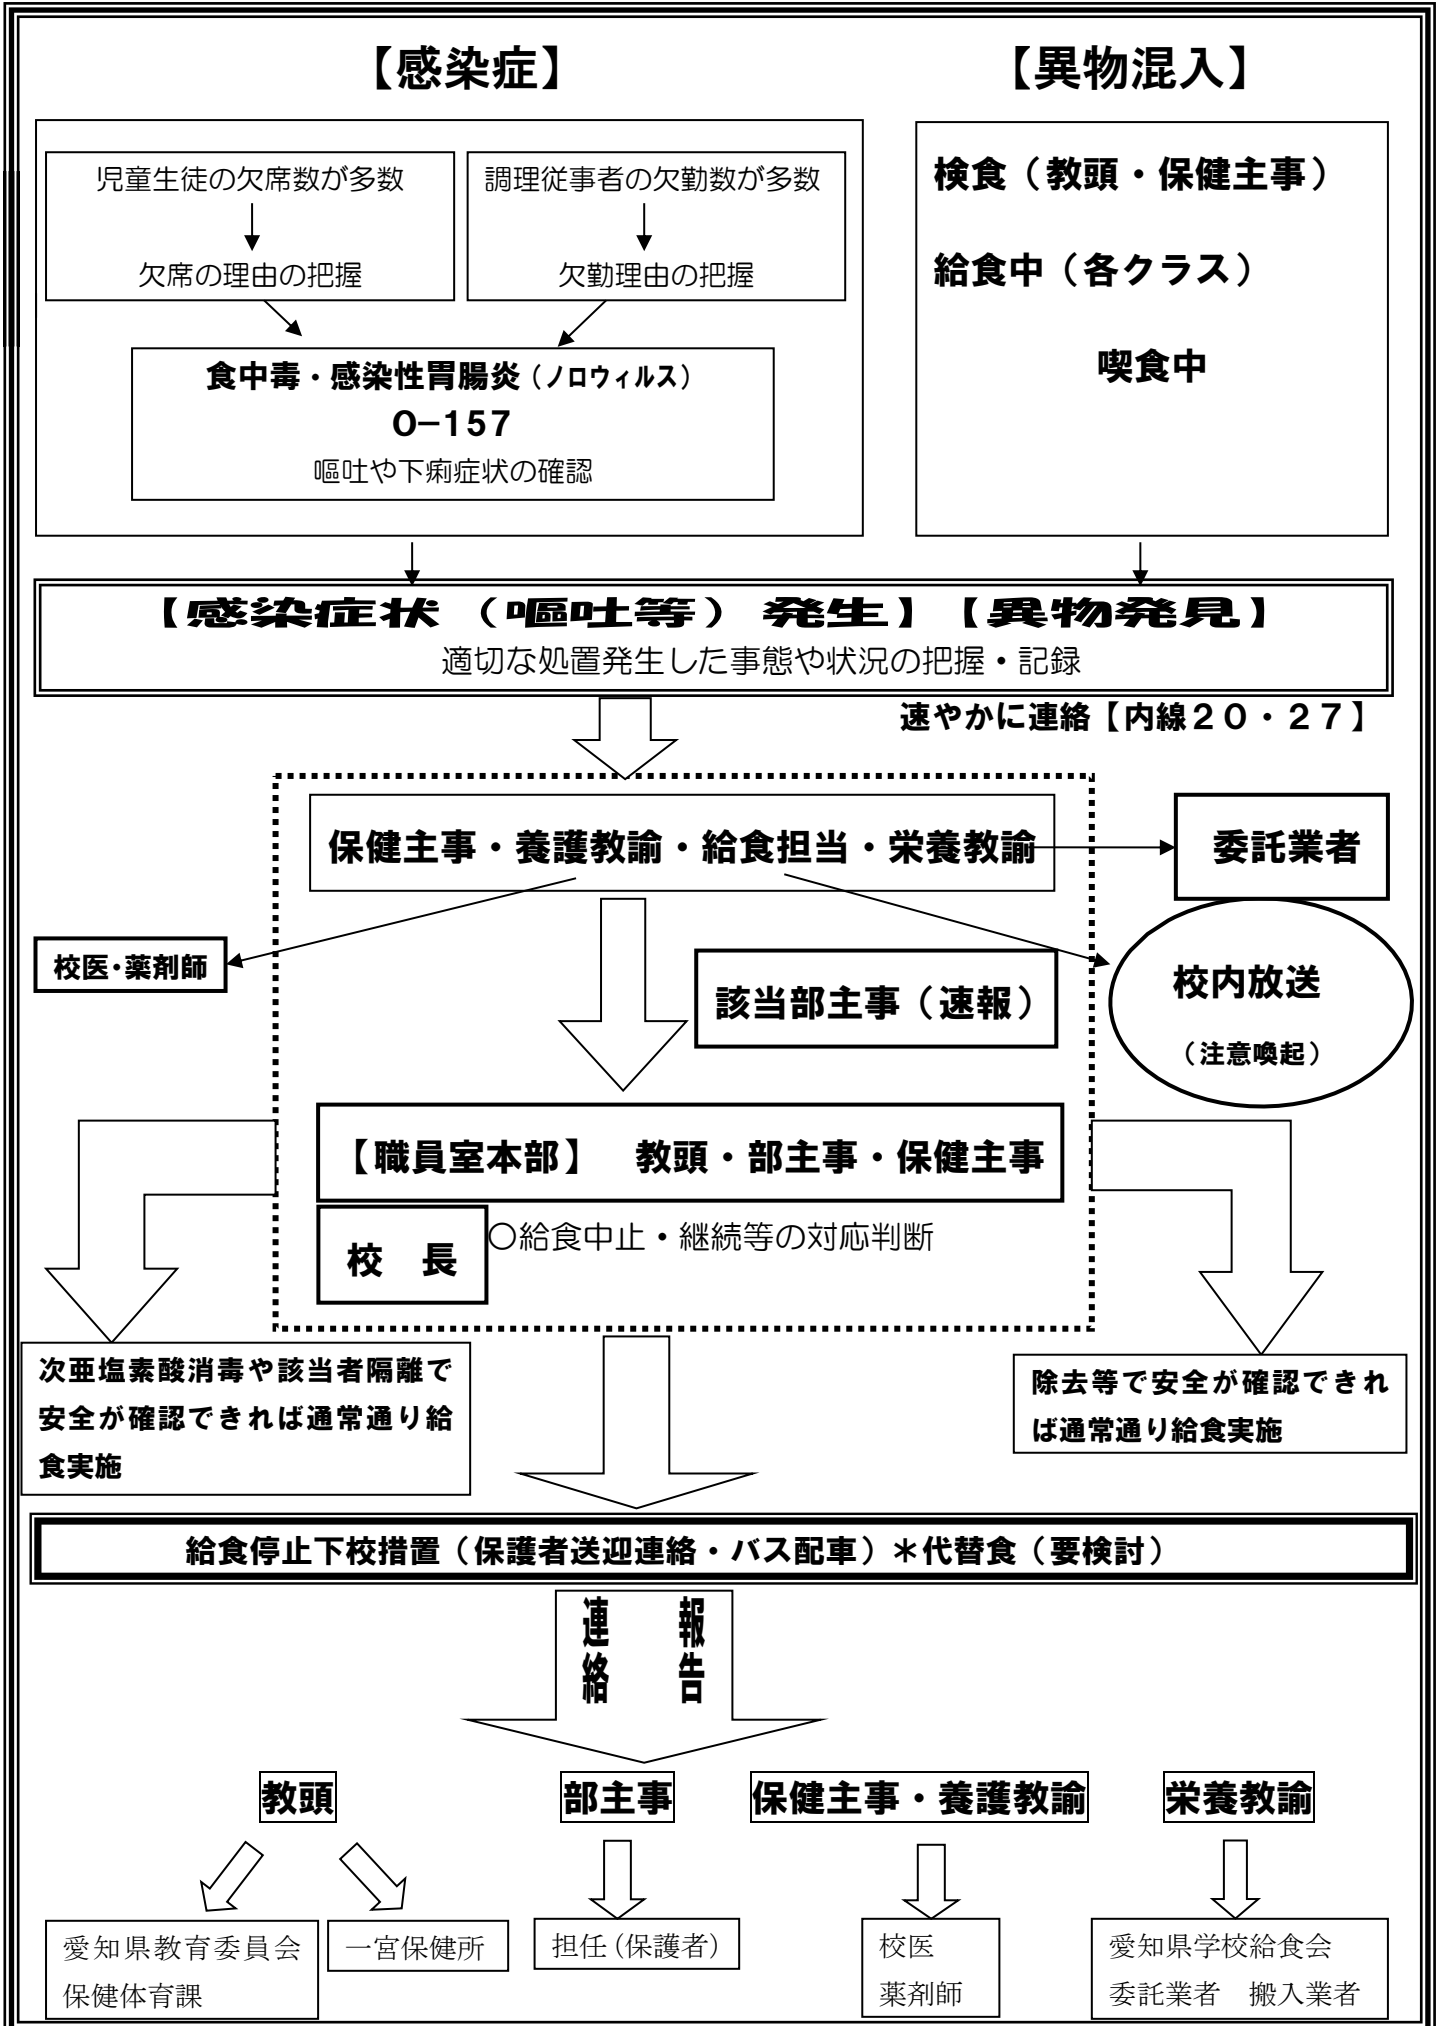 【感染症】
【異物混入】
児童生徒の欠席数が多数
欠席の理由の把握
調理従事者の欠勤数が多数
欠勤理由の把握
食中毒・感染性胃腸炎（ノロウィルス）
O－157
嘔吐や下痢症状の確認
検食（教頭・保健主事）
給食中（各クラス）
喫食中
【感染症状（嘔吐等）発生】【異物発見】
適切な処置発生した事態や状況の把握・記録
速やかに連絡【内線２０・２７】
保健主事・養護教諭・給食担当・栄養教諭
委託業者
校医・薬剤師
該当部主事（速報）
校内放送
（注意喚起）
【職員室本部】　教頭・部主事・保健主事
校　長
○給食中止・継続等の対応判断
次亜塩素酸消毒や該当者隔離で
安全が確認できれば通常通り給
食実施
除去等で安全が確認できれ
ば通常通り給食実施
給食停止下校措置（保護者送迎連絡・バス配車）＊代替食（要検討）
連絡
報告
教頭
部主事
保健主事・養護教諭
栄養教諭
愛知県教育委員会
保健体育課
一宮保健所
担任（保護者）
校医
薬剤師
愛知県学校給食会
委託業者　搬入業者